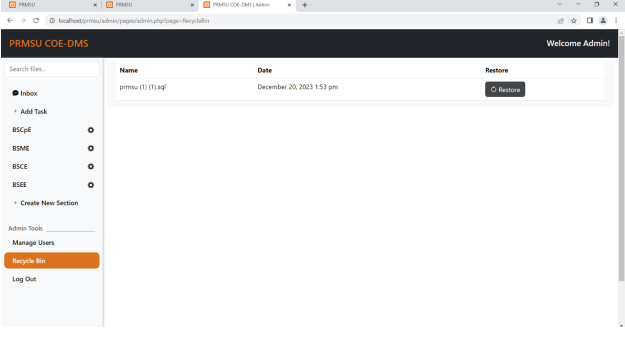 PRMSU
PRMSU
PRMSU COE-DMS | Admin
localhost/prmsu/admin/pages/admin.php?page=RecycleBin
PRMSU COE-DMS
Welcome Admin!
Search files...
Inbox
+ Add Task
BSCpE
BSME
BSCE
BSEE
+ Create New Section
Admin Tools
Manage Users
Recycle Bin
Log Out
Name Date Restore
prmsu (1) (1).sql December 20, 2023 1:53 pm Restore